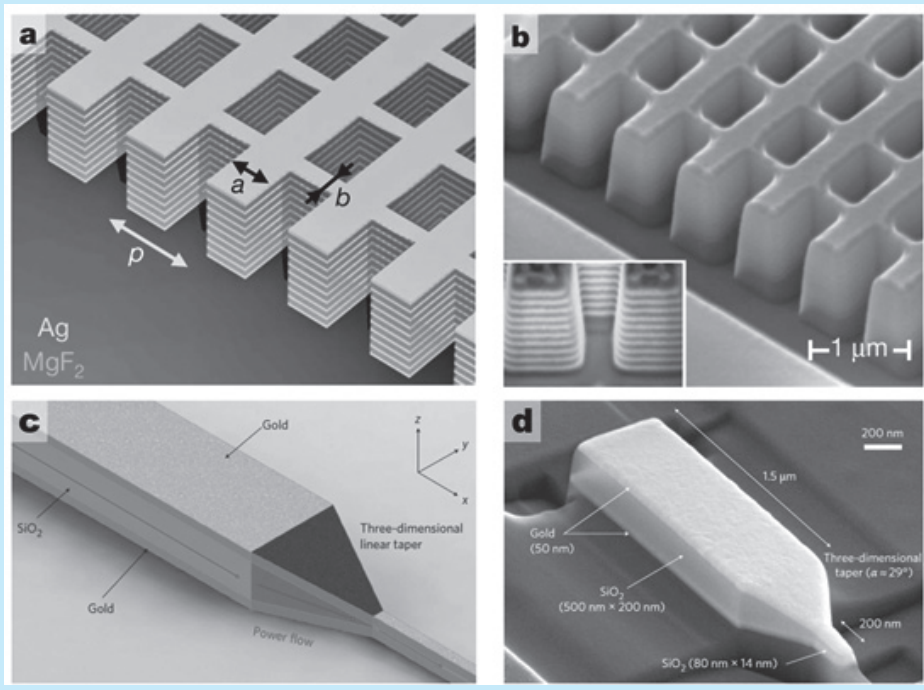 a
a
b
p
Ag
MgF₂
b
1 μm
c
Gold
z
y
x
SiO₂
Three-dimensional
linear taper
Gold
Power flow
d
200 nm
1.5 μm
Gold
(50 nm)
Three-dimensional
taper (α = 29°)
SiO₂
(500 nm × 200 nm)
200 nm
SiO₂ (80 nm × 14 nm)